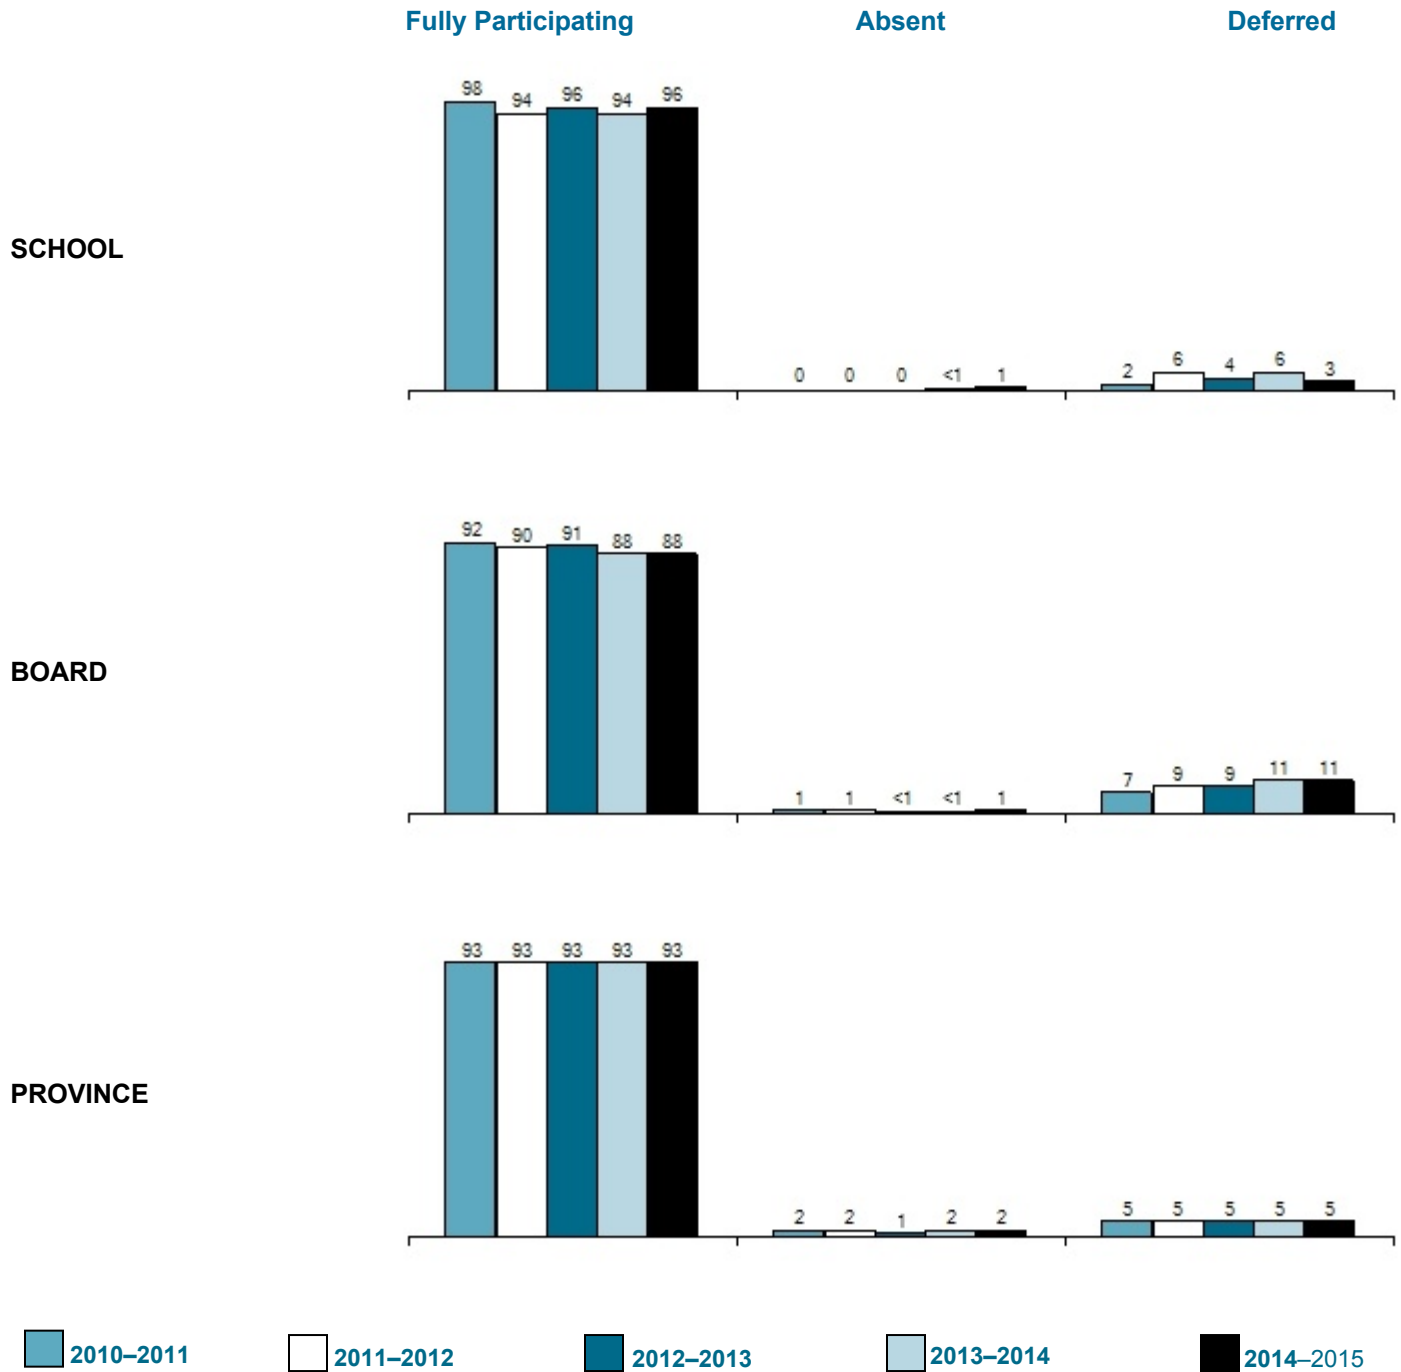 Fully Participating Absent Deferred
98 94 96 94 96
0 0 0 <1 1
2 6 4 6 3
SCHOOL
92 90 91 88 88
1 1 <1 <1 1
7 9 9 11 11
BOARD
93 93 93 93 93
2 2 1 2 2
5 5 5 5 5
PROVINCE
2010–2011 2011–2012 2012–2013 2013–2014 2014–2015